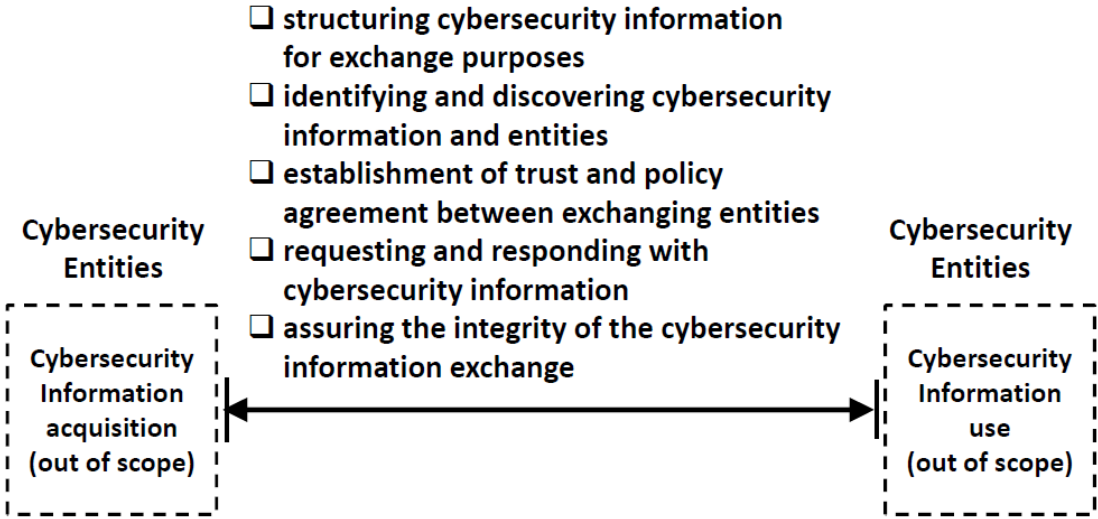 ❑ structuring cybersecurity information
for exchange purposes
❑ identifying and discovering cybersecurity
information and entities
❑ establishment of trust and policy
agreement between exchanging entities
❑ requesting and responding with
cybersecurity information
❑ assuring the integrity of the cybersecurity
information exchange
Cybersecurity
Entities
Cybersecurity
Information
acquisition
(out of scope)
Cybersecurity
Entities
Cybersecurity
Information
use
(out of scope)